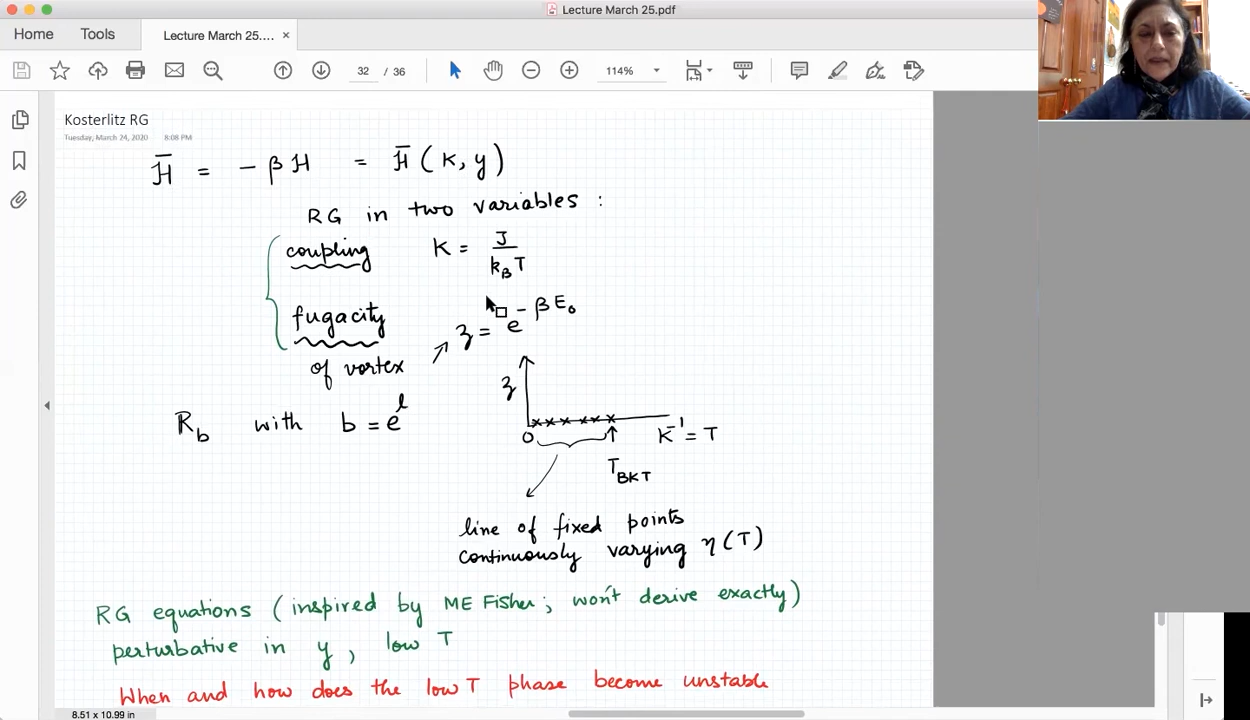 Lecture March 25.pdf
Home Tools Lecture March 25.... ×
32 / 36 114%
Kosterlitz RG
Tuesday, March 24, 2020 8:08 PM
H̄ = - β H = H̄ ( K, y )
RG in two variables :
coupling K = J / k_B T
fugacity
of vortex z = e^{-βE₀}
z
R_b with b = e^l
0 K⁻¹ = T
T_BKT
line of fixed points
continuously varying η(T)
RG equations (inspired by ME Fisher; won't derive exactly)
perturbative in y, low T
When and how does the low T phase become unstable
8.51 x 10.99 in